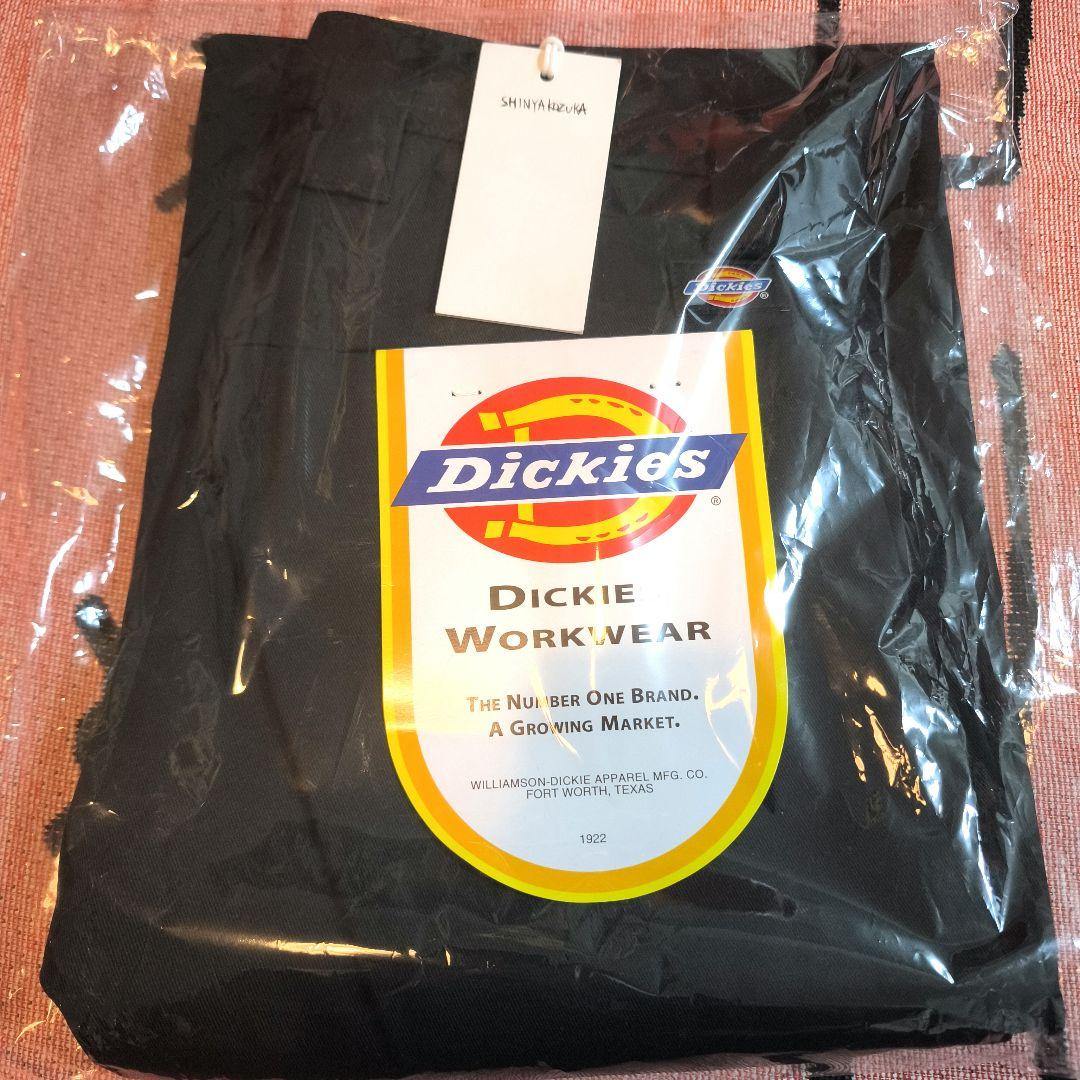 SHINYAKOZUKA
Dickies®
Dickies
®
DICKIE
WORKWEAR
THE NUMBER ONE BRAND.
A GROWING MARKET.
WILLIAMSON-DICKIE APPAREL MFG. CO.
FORT WORTH, TEXAS
1922